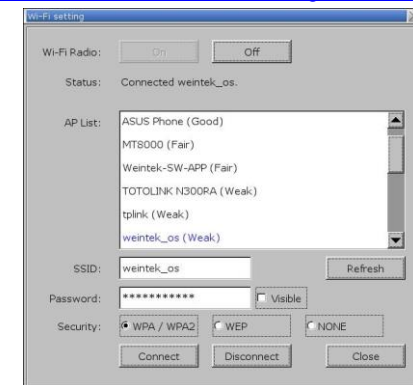 Wi-Fi setting
Wi-Fi Radio: On Off
Status: Connected weintek_os.
AP List: ASUS Phone (Good)
MT8000 (Fair)
Weintek-SW-APP (Fair)
TOTOLINK N300RA (Weak)
tplink (Weak)
weintek_os (Weak)
SSID: weintek_os Refresh
Password: *********** Visible
Security: WPA / WPA2 WEP NONE
Connect Disconnect Close